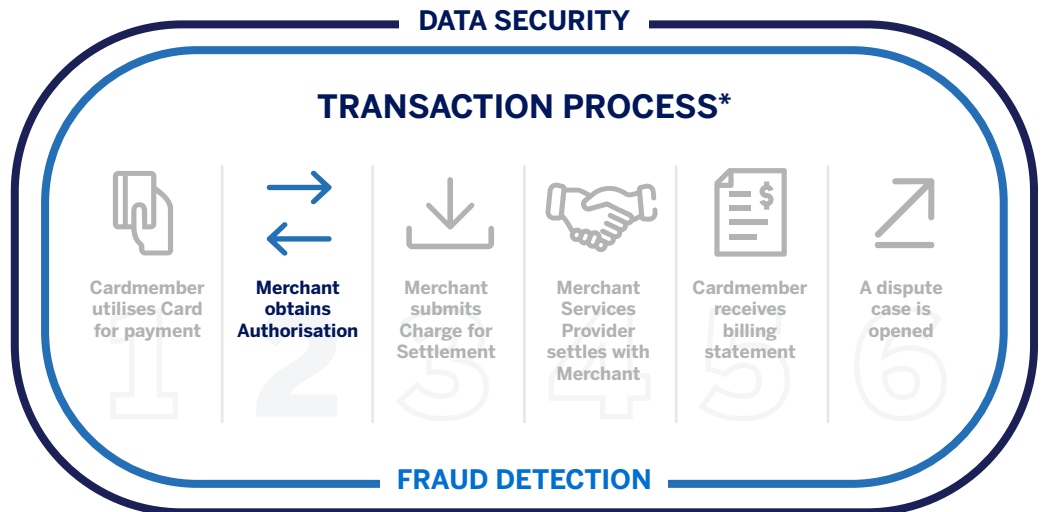 DATA SECURITY
TRANSACTION PROCESS*
$
Cardmember
utilises Card
for payment
1
Merchant
obtains
Authorisation
2
Merchant
submits
Charge for
Settlement
3
Merchant
Services
Provider
settles with
Merchant
4
Cardmember
receives
billing
statement
5
A dispute
case is
opened
6
FRAUD DETECTION